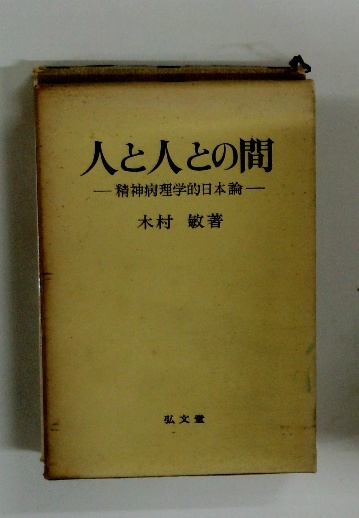 人と人との間
―精神病理学的日本論―
木村 敏著
弘文堂